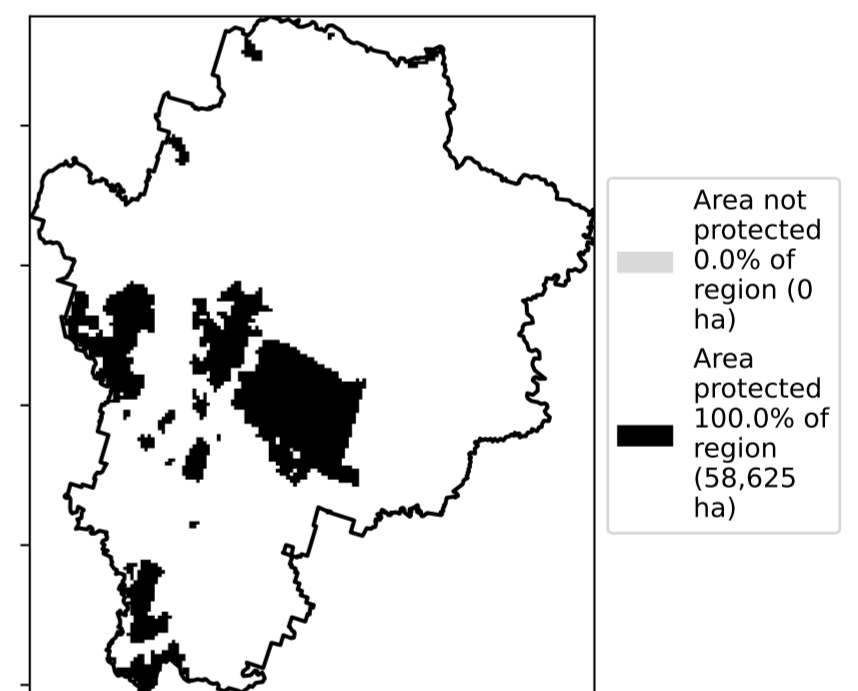 Area not
protected
0.0% of
region (0
ha)
Area
protected
100.0% of
region
(58,625
ha)